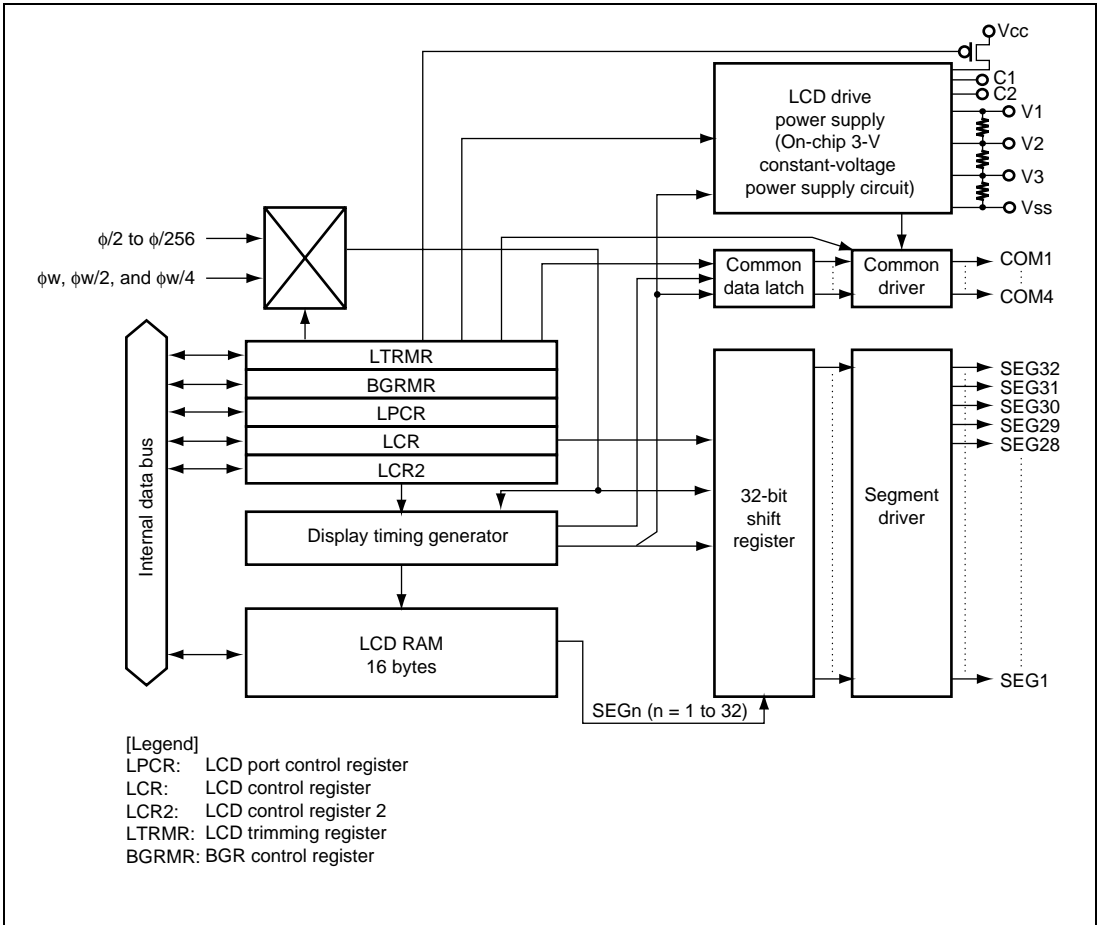 Vcc
C1
C2
LCD drive
power supply
(On-chip 3-V
constant-voltage
power supply circuit)
V1
V2
V3
Vss
ϕ/2 to ϕ/256
ϕw, ϕw/2, and ϕw/4
Common
data latch
Common
driver
COM1
COM4
Internal data bus
LTRMR
BGRMR
LPCR
LCR
LCR2
Display timing generator
LCD RAM
16 bytes
32-bit
shift
register
Segment
driver
SEG32
SEG31
SEG30
SEG29
SEG28
SEG1
SEGn (n = 1 to 32)
[Legend]
LPCR: LCD port control register
LCR: LCD control register
LCR2: LCD control register 2
LTRMR: LCD trimming register
BGRMR: BGR control register